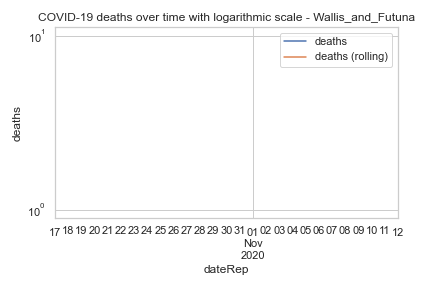 COVID-19 deaths over time with logarithmic scale - Wallis_and_Futuna
deaths
deaths (rolling)
10¹
deaths
10⁰
17 18 19 20 21 22 23 24 25 26 27 28 29 30 31 01 02 03 04 05 06 07 08 09 10 11 12
Nov
2020
dateRep